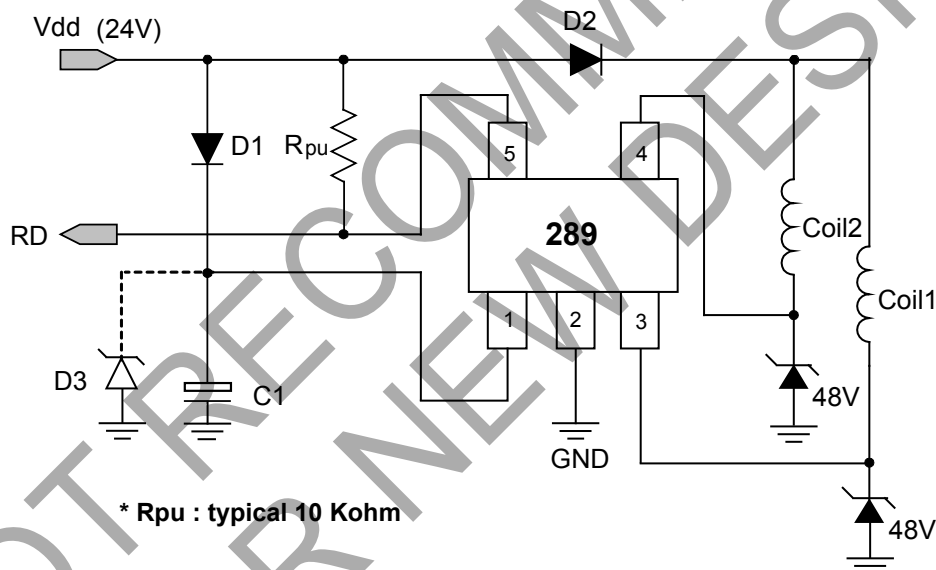 Vdd (24V)
D2
D1
Rpu
5
4
RD
289
Coil2
Coil1
1
2
3
D3
C1
48V
GND
* Rpu : typical 10 Kohm
48V